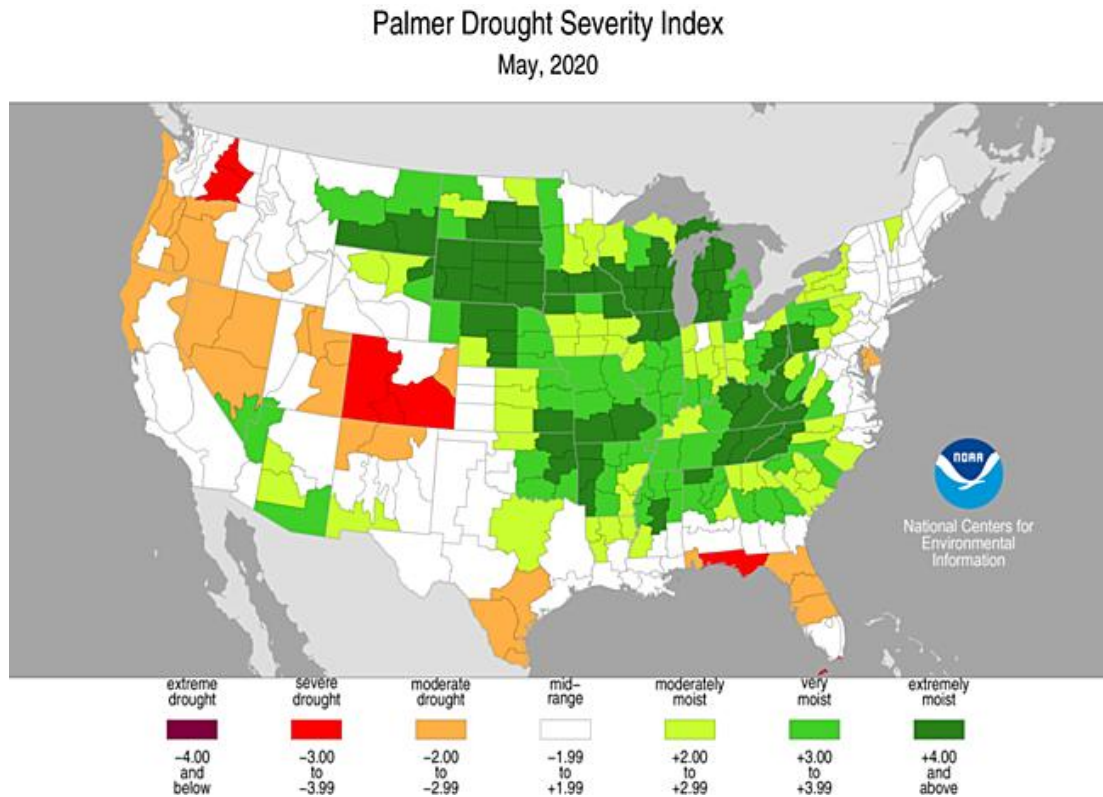 Palmer Drought Severity Index
May, 2020
NOAA
National Centers for
Environmental
Information
extreme
drought
severe
drought
moderate
drought
mid-
range
moderately
moist
very
moist
extremely
moist
-4.00
and
below
-3.00
to
-3.99
-2.00
to
-2.99
-1.99
to
+1.99
+2.00
to
+2.99
+3.00
to
+3.99
+4.00
and
above